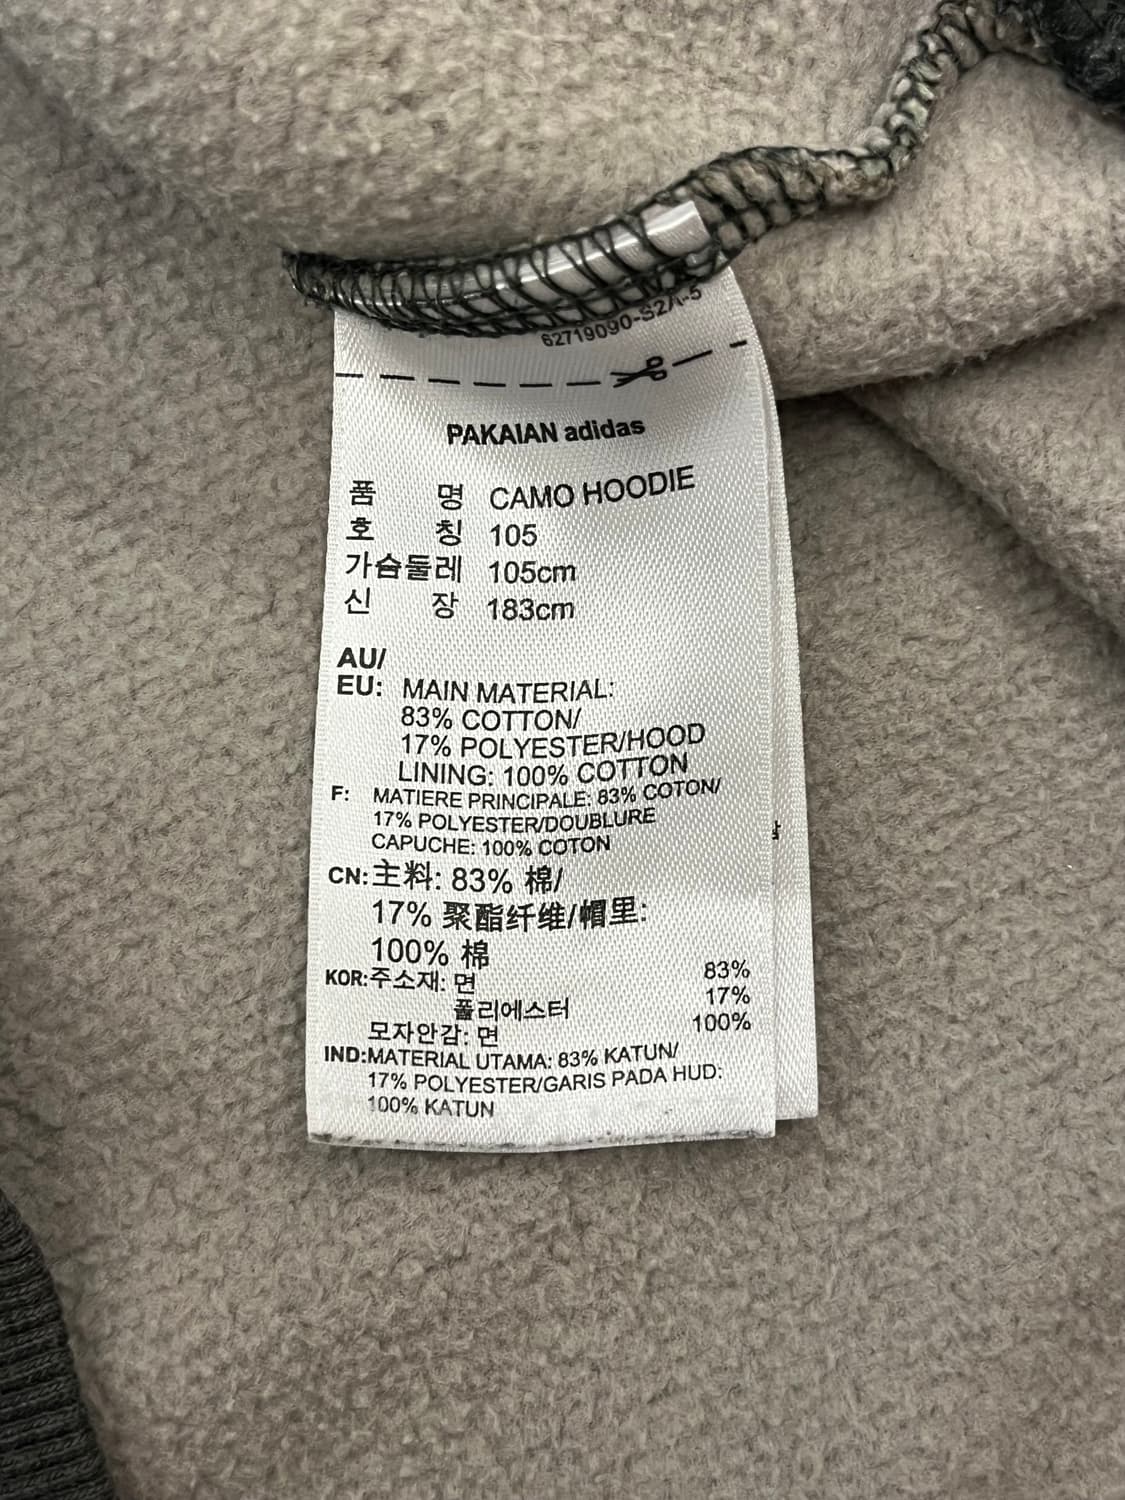 62719090-S2/1-5
PAKAIAN adidas
품 명 CAMO HOODIE
호 칭 105
가슴둘레 105cm
신 장 183cm
AU/
EU: MAIN MATERIAL:
83% COTTON/
17% POLYESTER/HOOD
LINING: 100% COTTON
F: MATIERE PRINCIPALE: 83% COTON/
17% POLYESTER/DOUBLURE
CAPUCHE: 100% COTON
CN: 主料: 83% 棉/
17% 聚酯纤维/帽里:
100% 棉
KOR: 주소재: 면 83%
폴리에스터 17%
모자안감: 면 100%
IND: MATERIAL UTAMA: 83% KATUN/
17% POLYESTER/GARIS PADA HUD:
100% KATUN